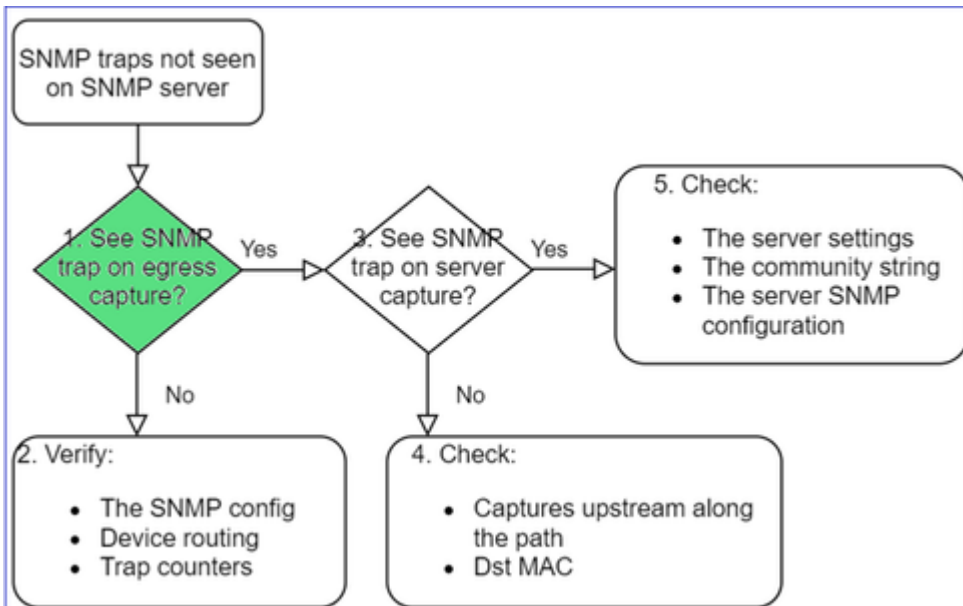 SNMP traps not seen
on SNMP server
1. See SNMP
trap on egress
capture?
Yes
3. See SNMP
trap on server
capture?
Yes
5. Check:
• The server settings
• The community string
• The server SNMP
configuration
No
2. Verify:
• The SNMP config
• Device routing
• Trap counters
No
4. Check:
• Captures upstream along
the path
• Dst MAC